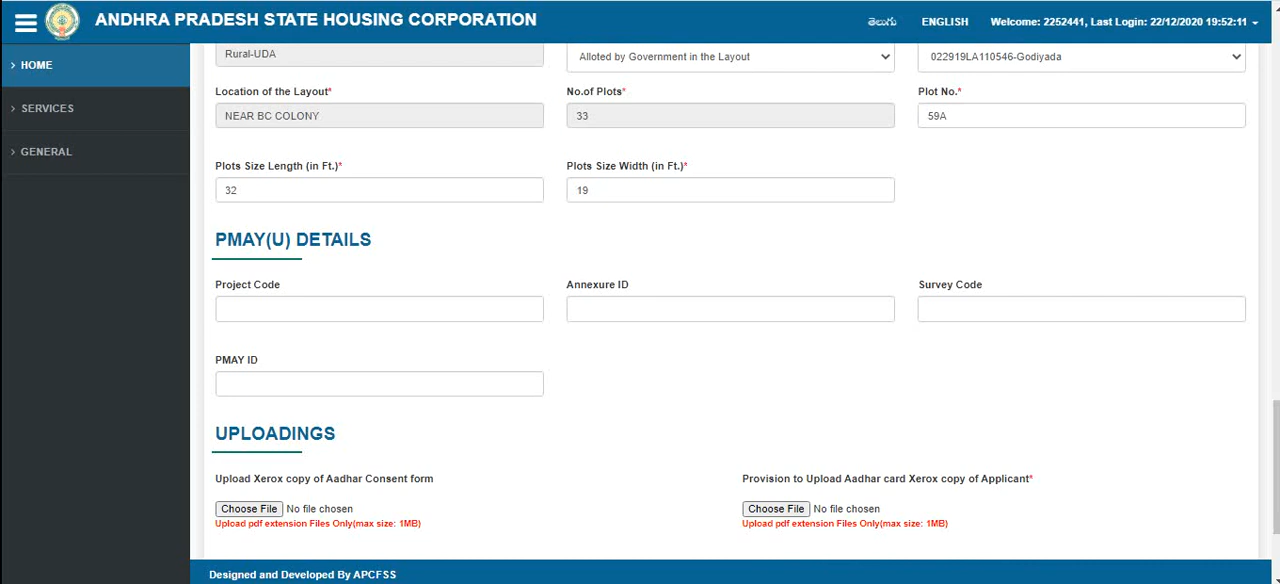 ANDHRA PRADESH STATE HOUSING CORPORATION
తెలుగు ENGLISH Welcome: 2252441, Last Login: 22/12/2020 19:52:11
HOME
SERVICES
GENERAL
Rural-UDA Alloted by Government in the Layout 022919LA110546-Godiyada
Location of the Layout* No.of Plots* Plot No.*
NEAR BC COLONY 33 59A
Plots Size Length (in Ft.)* Plots Size Width (in Ft.)*
32 19
PMAY(U) DETAILS
Project Code Annexure ID Survey Code
PMAY ID
UPLOADINGS
Upload Xerox copy of Aadhar Consent form Provision to Upload Aadhar card Xerox copy of Applicant*
Choose File No file chosen Choose File No file chosen
Upload pdf extension Files Only(max size: 1MB) Upload pdf extension Files Only(max size: 1MB)
Designed and Developed By APCFSS